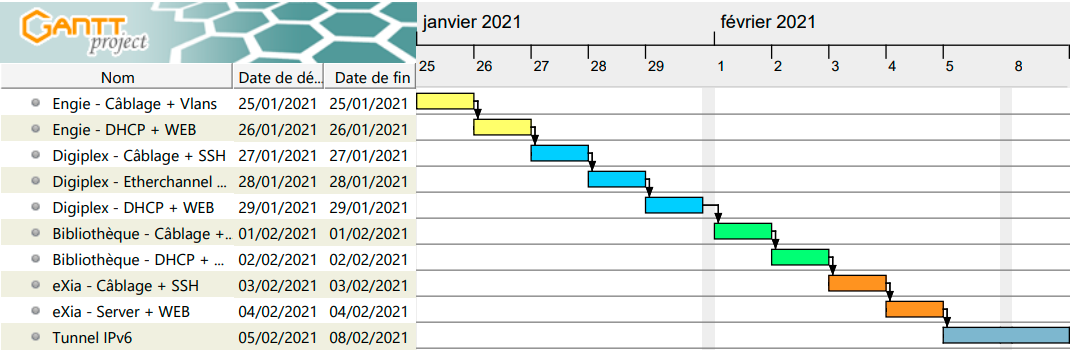 GANTT
project
janvier 2021
février 2021
25 26 27 28 29 1 2 3 4 5 8
Nom Date de dé... Date de fin
Engie - Câblage + Vlans 25/01/2021 25/01/2021
Engie - DHCP + WEB 26/01/2021 26/01/2021
Digiplex - Câblage + SSH 27/01/2021 27/01/2021
Digiplex - Etherchannel ... 28/01/2021 28/01/2021
Digiplex - DHCP + WEB 29/01/2021 29/01/2021
Bibliothèque - Câblage +... 01/02/2021 01/02/2021
Bibliothèque - DHCP + ... 02/02/2021 02/02/2021
eXia - Câblage + SSH 03/02/2021 03/02/2021
eXia - Server + WEB 04/02/2021 04/02/2021
Tunnel IPv6 05/02/2021 08/02/2021